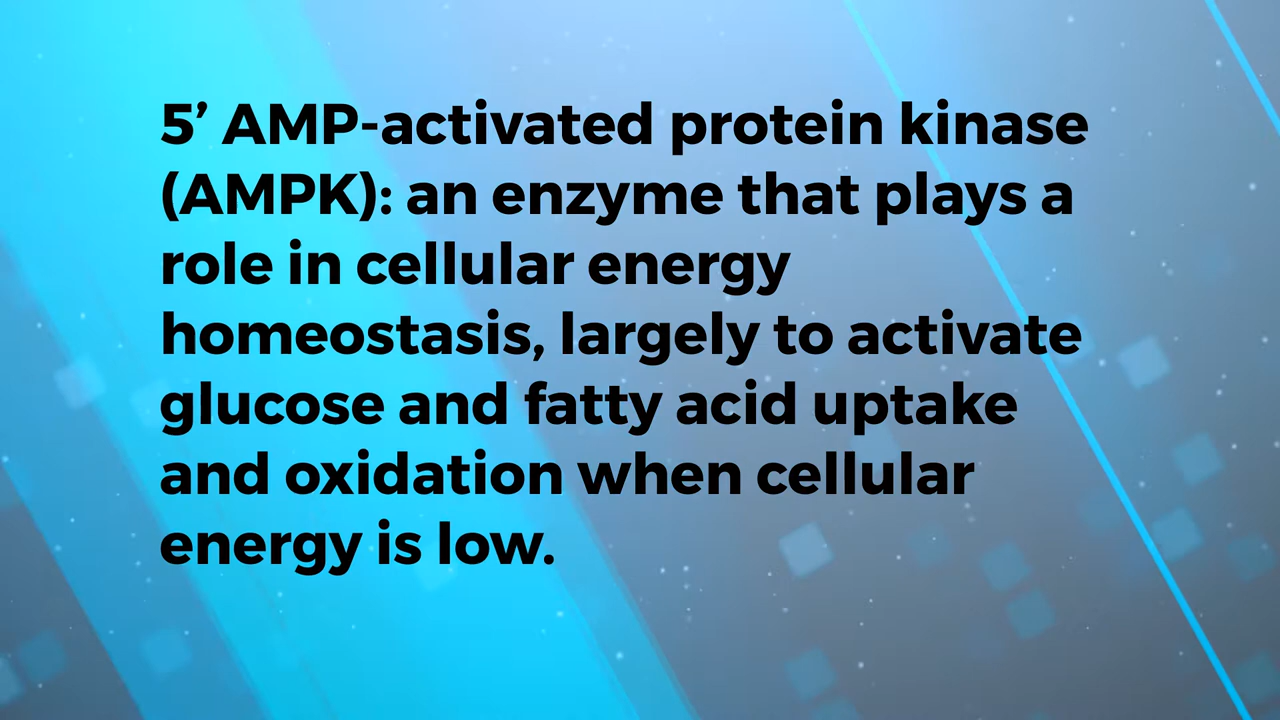 5’ AMP-activated protein kinase
(AMPK): an enzyme that plays a
role in cellular energy
homeostasis, largely to activate
glucose and fatty acid uptake
and oxidation when cellular
energy is low.